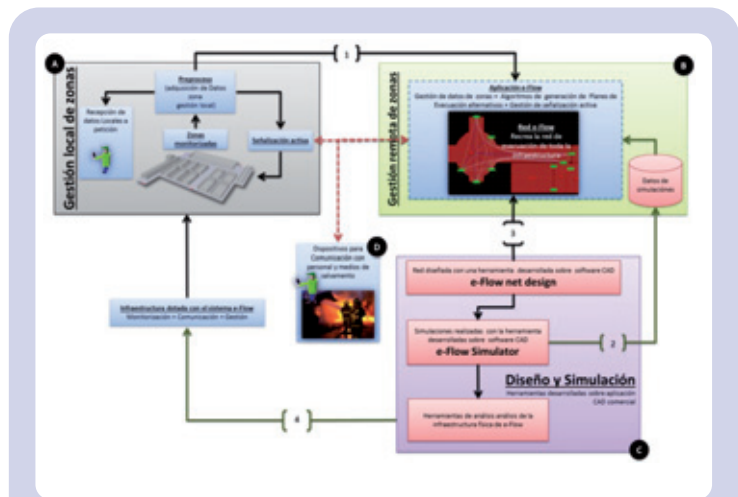 A
Gestión local de zonas
Preproceso
(adquisición de Datos
zona
gestión local)
Recepción de
datos Locales a
petición
Zonas
monitorizadas
Señalización activa
1
B
Gestión remota de zonas
Aplicación e-Flow
Gestión de datos de zonas + Algoritmos de generación de Planes de
Evacuación alternativos + Gestión de señalización activa
Red e-Flow
Recrea la red de
evacuación de toda la
infraestructura
Datos de
simulaciones
3
D
Dispositivos para
Comunicación con
personal y medios de
salvamento
Infraestructura dotada con el sistema e-Flow
Monitorización + Comunicación + Gestión
Red diseñada con una herramienta desarrollada sobre software CAD
e-Flow net design
Simulaciones realizadas con la herramienta
desarrolladas sobre software CAD
e-Flow Simulator
2
Diseño y Simulación
Herramientas desarrolladas sobre aplicación
CAD comercial
Herramientas de análisis análisis de la
infraestructura física de e-Flow
4
C